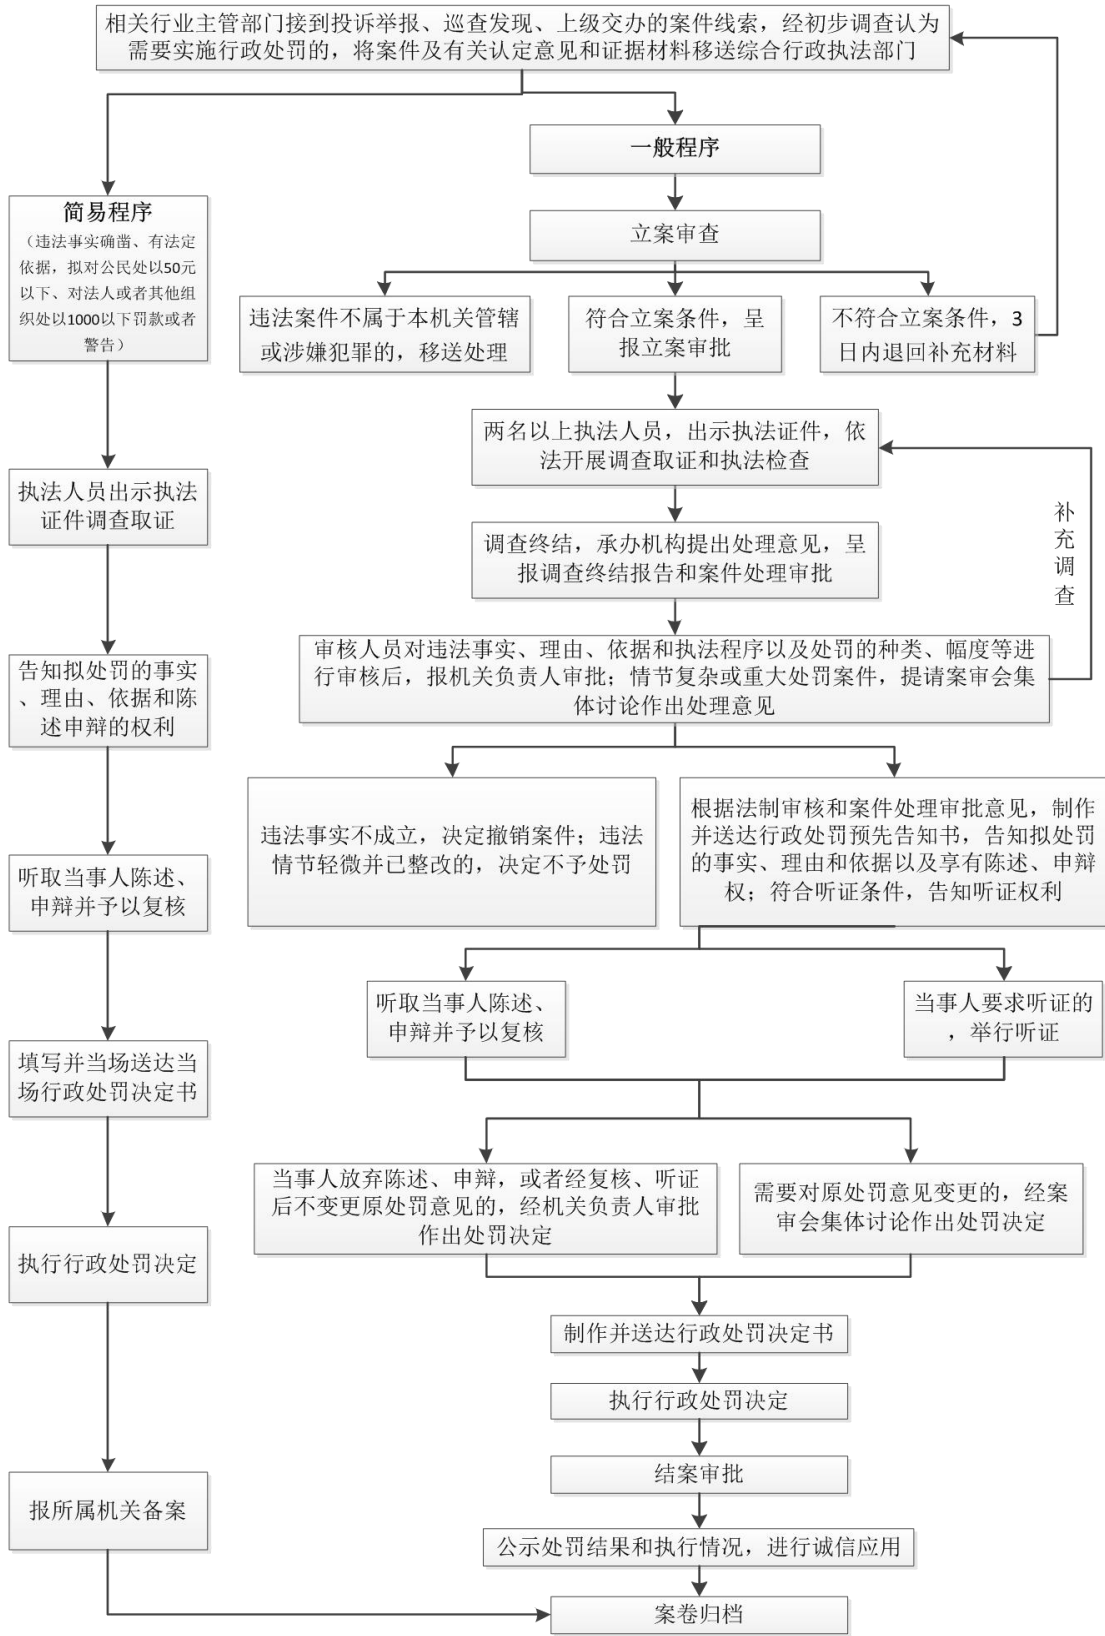 相关行业主管部门接到投诉举报、巡查发现、上级交办的案件线索，经初步调查认为
需要实施行政处罚的，将案件及有关认定意见和证据材料移送综合行政执法部门
一般程序
立案审查
简易程序
（违法事实确凿、有法定
依据，拟对公民处以50元
以下、对法人或者其他组
织处以1000以下罚款或者
警告）
违法案件不属于本机关管辖
或涉嫌犯罪的，移送处理
符合立案条件，呈
报立案审批
不符合立案条件，3
日内退回补充材料
两名以上执法人员，出示执法证件，依
法开展调查取证和执法检查
执法人员出示执法
证件调查取证
补
充
调
查
调查终结，承办机构提出处理意见，呈
报调查终结报告和案件处理审批
审核人员对违法事实、理由、依据和执法程序以及处罚的种类、幅度等进
行审核后，报机关负责人审批；情节复杂或重大处罚案件，提请案审会集
体讨论作出处理意见
告知拟处罚的事实
、理由、依据和陈
述申辩的权利
违法事实不成立，决定撤销案件；违法
情节轻微并已整改的，决定不予处罚
根据法制审核和案件处理审批意见，制作
并送达行政处罚预先告知书，告知拟处罚
的事实、理由和依据以及享有陈述、申辩
权；符合听证条件，告知听证权利
听取当事人陈述、
申辩并予以复核
听取当事人陈述、
申辩并予以复核
当事人要求听证的
，举行听证
填写并当场送达当
场行政处罚决定书
当事人放弃陈述、申辩，或者经复核、听证
后不变更原处罚意见的，经机关负责人审批
作出处罚决定
需要对原处罚意见变更的，经案
审会集体讨论作出处罚决定
执行行政处罚决定
制作并送达行政处罚决定书
执行行政处罚决定
结案审批
报所属机关备案
公示处罚结果和执行情况，进行诚信应用
案卷归档